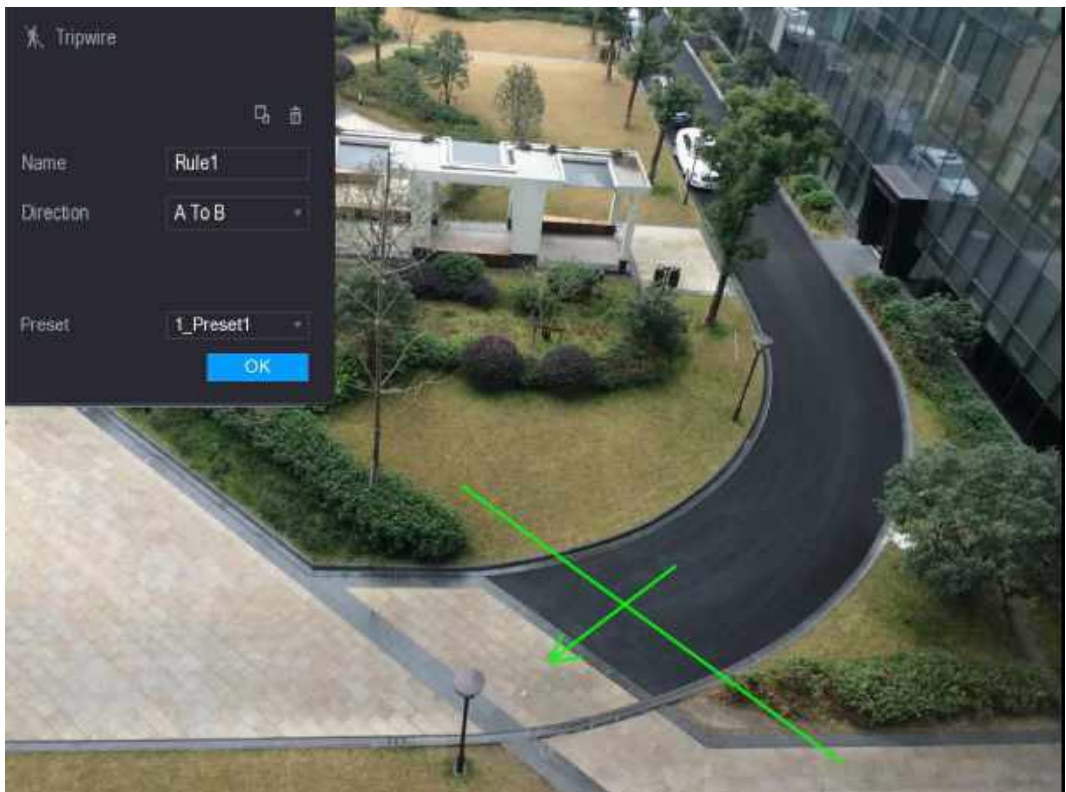 Tripwire
Name Rule1
Direction A To B
Preset 1_Preset1
OK